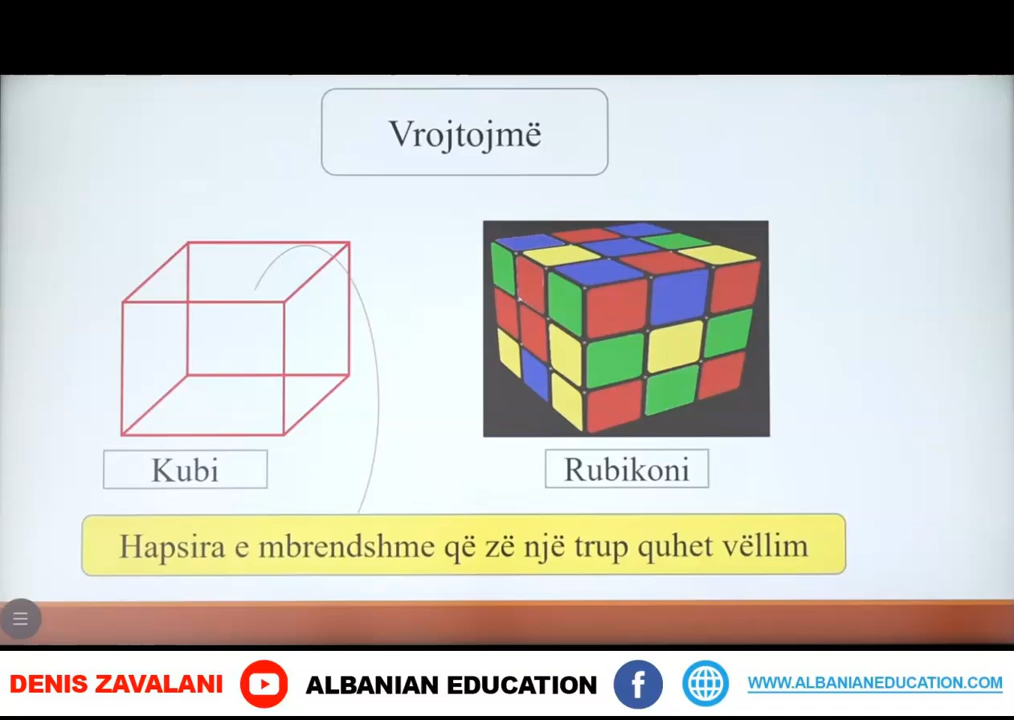 Vrojtojmë
Kubi
Rubikoni
Hapsira e mbrendshme që zë një trup quhet vëllim
DENIS ZAVALANI ALBANIAN EDUCATION f WWW.ALBANIANEDUCATION.COM